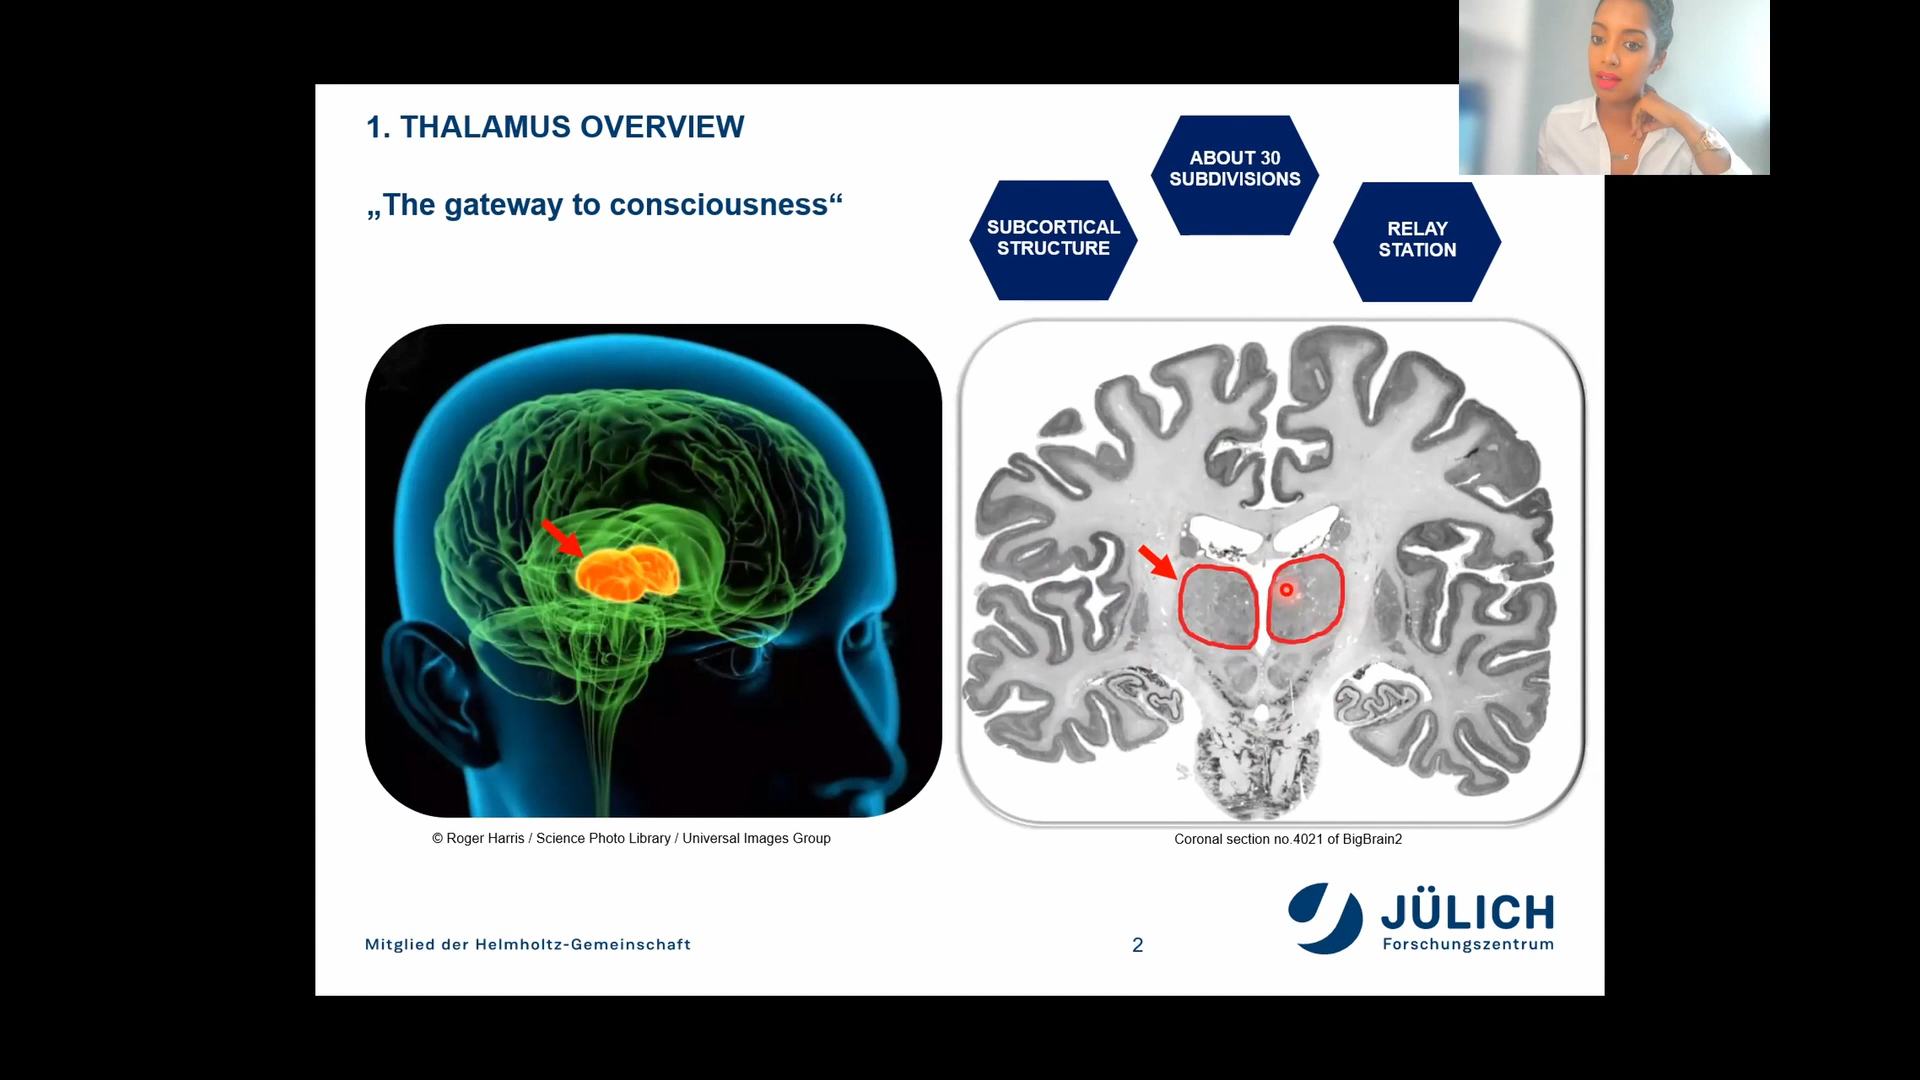 1. THALAMUS OVERVIEW
„The gateway to consciousness“
SUBCORTICAL
STRUCTURE
ABOUT 30
SUBDIVISIONS
RELAY
STATION
© Roger Harris / Science Photo Library / Universal Images Group
Coronal section no.4021 of BigBrain2
Mitglied der Helmholtz-Gemeinschaft
2
JÜLICH
Forschungszentrum